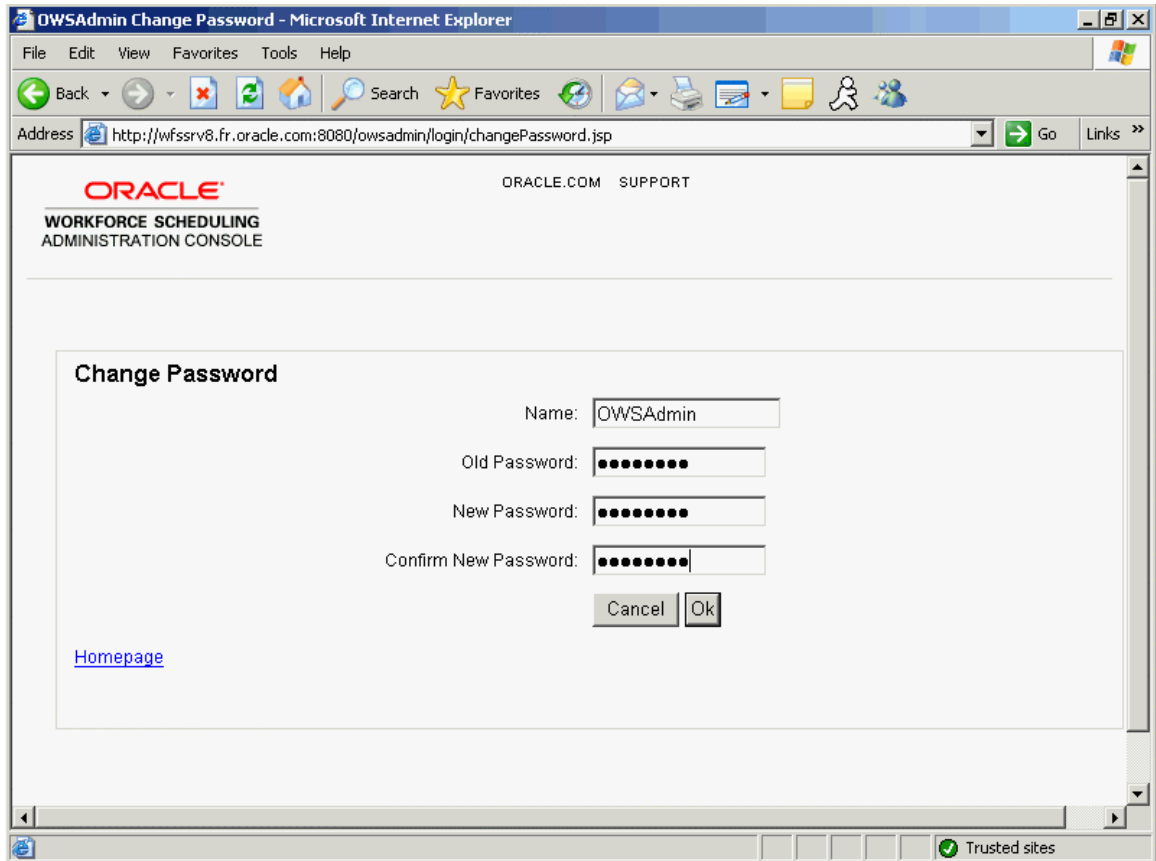 OWSAdmin Change Password - Microsoft Internet Explorer
File Edit View Favorites Tools Help
Back Search Favorites
Address http://wfssrv8.fr.oracle.com:8080/owsadmin/login/changePassword.jsp Go Links »
ORACLE.COM SUPPORT
ORACLE
WORKFORCE SCHEDULING
ADMINISTRATION CONSOLE
Change Password
Name: OWSAdmin
Old Password: ●●●●●●●●
New Password: ●●●●●●●●
Confirm New Password: ●●●●●●●●
Cancel Ok
Homepage
Trusted sites